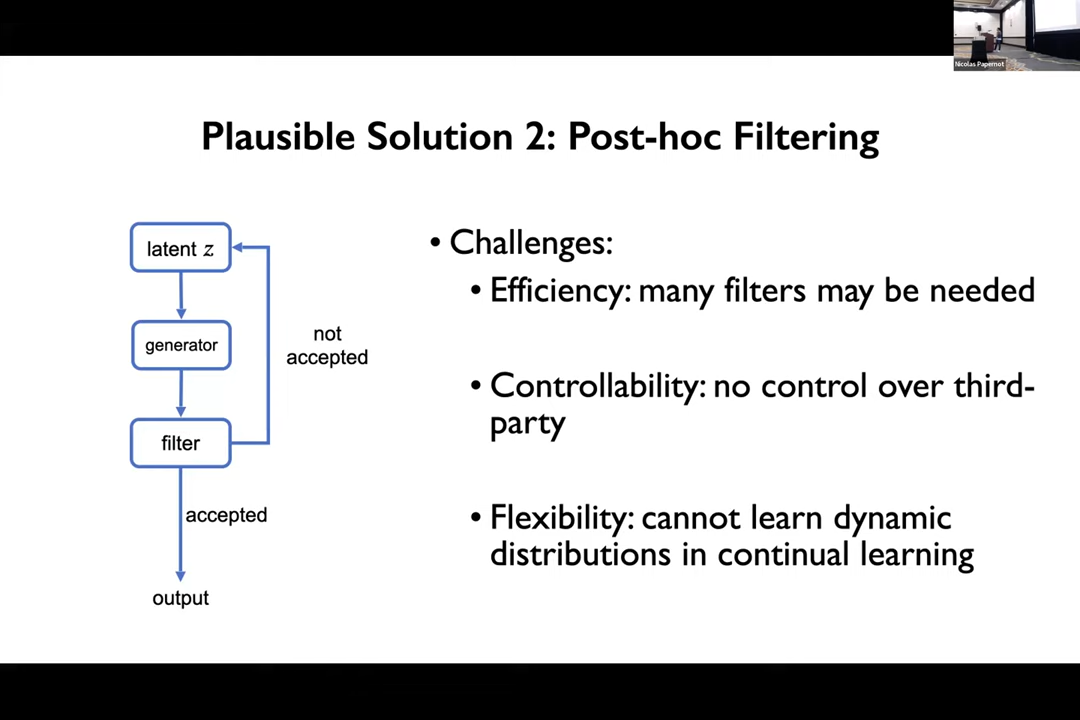 Nicolas Papernot
Plausible Solution 2: Post-hoc Filtering
latent z
generator
filter
not
accepted
accepted
output
• Challenges:
• Efficiency: many filters may be needed
• Controllability: no control over third-
party
• Flexibility: cannot learn dynamic
distributions in continual learning